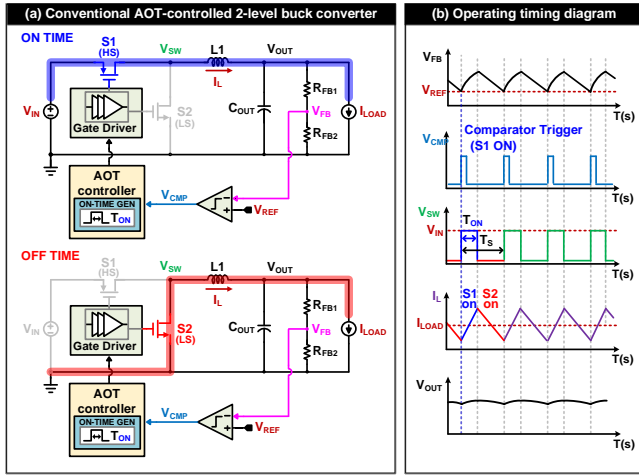 (a) Conventional AOT-controlled 2-level buck converter
ON TIME
S1
(HS)
VSW
L1
VOUT
IL
RFB1
VIN
S2
(LS)
COUT
VFB
ILOAD
Gate Driver
RFB2
AOT
controller
ON-TIME GEN
TON
VCMP
VREF
OFF TIME
S1
(HS)
VSW
L1
VOUT
IL
RFB1
VIN
S2
(LS)
COUT
VFB
ILOAD
Gate Driver
RFB2
AOT
controller
ON-TIME GEN
TON
VCMP
VREF
(b) Operating timing diagram
VFB
VREF
T(s)
VCMP
Comparator Trigger
(S1 ON)
T(s)
VSW
VIN
TON
TS
T(s)
IL
S1
on
S2
on
ILOAD
T(s)
VOUT
T(s)